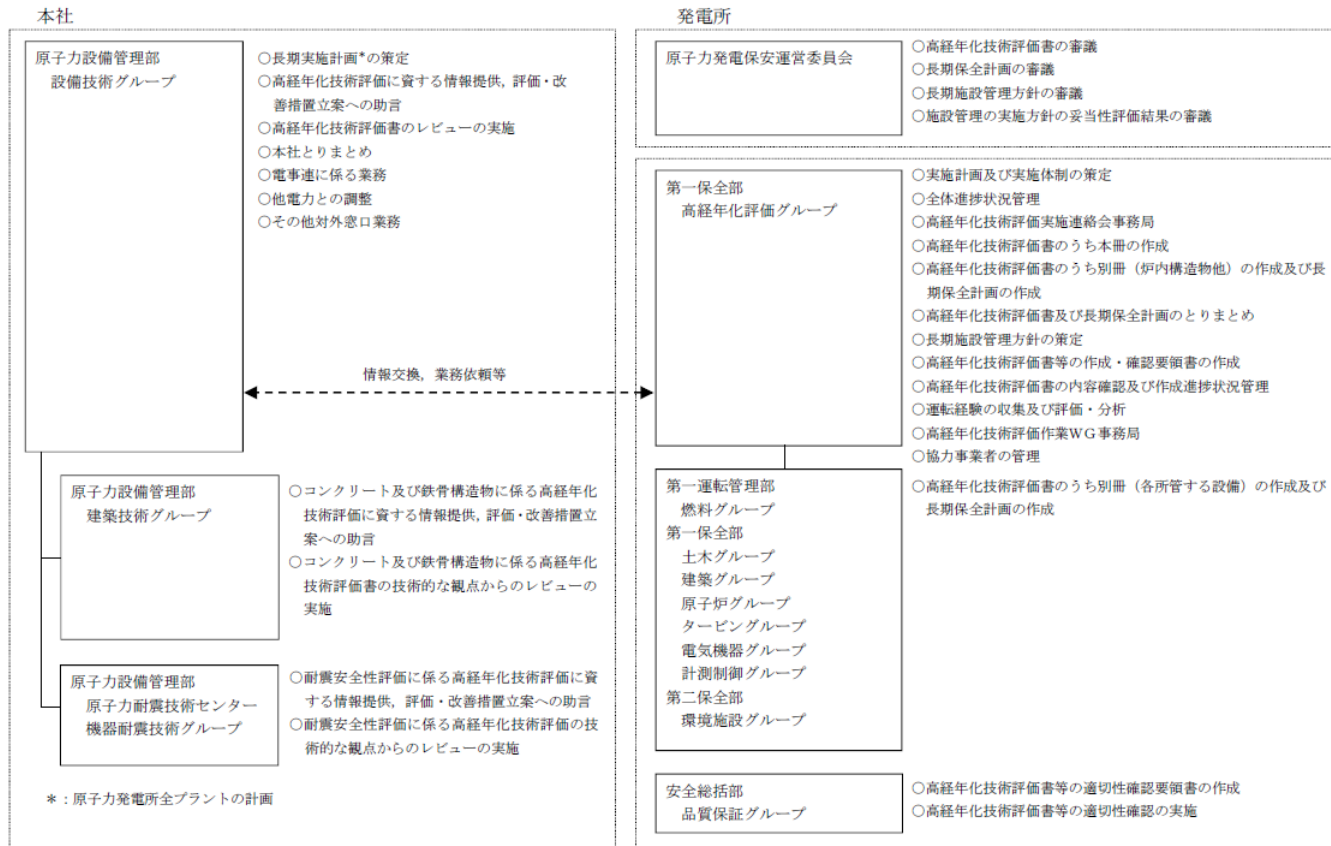 本社
原子力設備管理部
設備技術グループ
○長期実施計画*の策定
○高経年化技術評価に資する情報提供，評価・改
善措置立案への助言
○高経年化技術評価書のレビューの実施
○本社とりまとめ
○電事連に係る業務
○他電力との調整
○その他対外窓口業務
情報交換，業務依頼等
原子力設備管理部
建築技術グループ
○コンクリート及び鉄骨構造物に係る高経年化
技術評価に資する情報提供，評価・改善措置立
案への助言
○コンクリート及び鉄骨構造物に係る高経年化
技術評価書の技術的な観点からのレビューの
実施
原子力設備管理部
原子力耐震技術センター
機器耐震技術グループ
○耐震安全性評価に係る高経年化技術評価に資
する情報提供，評価・改善措置立案への助言
○耐震安全性評価に係る高経年化技術評価の技
術的な観点からのレビューの実施
＊：原子力発電所全プラントの計画
発電所
原子力発電保安運営委員会
○高経年化技術評価書の審議
○長期保全計画の審議
○長期施設管理方針の審議
○施設管理の実施方針の妥当性評価結果の審議
第一保全部
高経年化評価グループ
○実施計画及び実施体制の策定
○全体進捗状況管理
○高経年化技術評価実施連絡会事務局
○高経年化技術評価書のうち本冊の作成
○高経年化技術評価書のうち別冊（炉内構造物他）の作成及び長
期保全計画の作成
○高経年化技術評価書及び長期保全計画のとりまとめ
○長期施設管理方針の策定
○高経年化技術評価書等の作成・確認要領書の作成
○高経年化技術評価書の内容確認及び作成進捗状況管理
○運転経験の収集及び評価・分析
○高経年化技術評価作業ＷＧ事務局
○協力事業者の管理
第一運転管理部
燃料グループ
第一保全部
土木グループ
建築グループ
原子炉グループ
タービングループ
電気機器グループ
計測制御グループ
第二保全部
環境施設グループ
○高経年化技術評価書のうち別冊（各所管する設備）の作成及び
長期保全計画の作成
安全総括部
品質保証グループ
○高経年化技術評価書等の適切性確認要領書の作成
○高経年化技術評価書等の適切性確認の実施